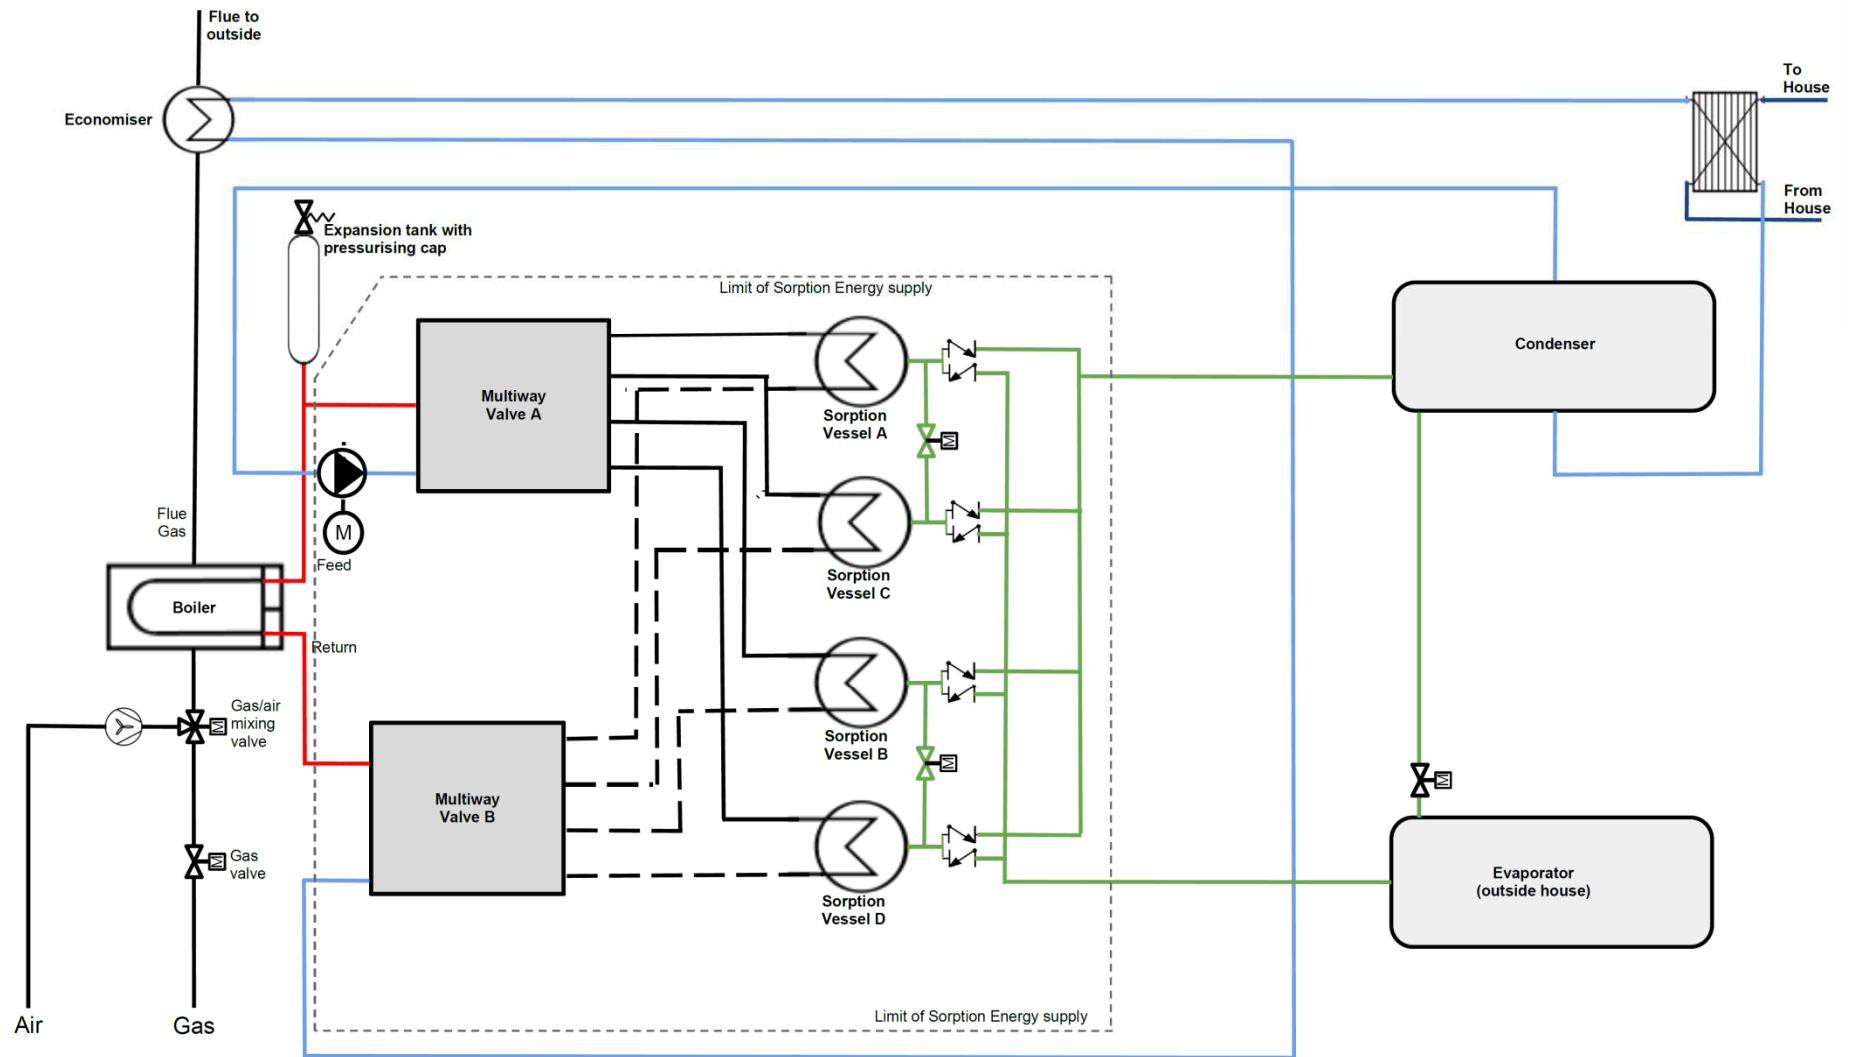 Flue to
outside
Economiser
To
House
From
House
Expansion tank with
pressurising cap
Limit of Sorption Energy supply
Condenser
Multiway
Valve A
Sorption
Vessel A
M
Flue
Gas
M
Feed
Sorption
Vessel C
Boiler
Return
Gas/air
mixing
valve
M
Sorption
Vessel B
M
M
Multiway
Valve B
Gas
valve
M
Sorption
Vessel D
Evaporator
(outside house)
Air
Gas
Limit of Sorption Energy supply